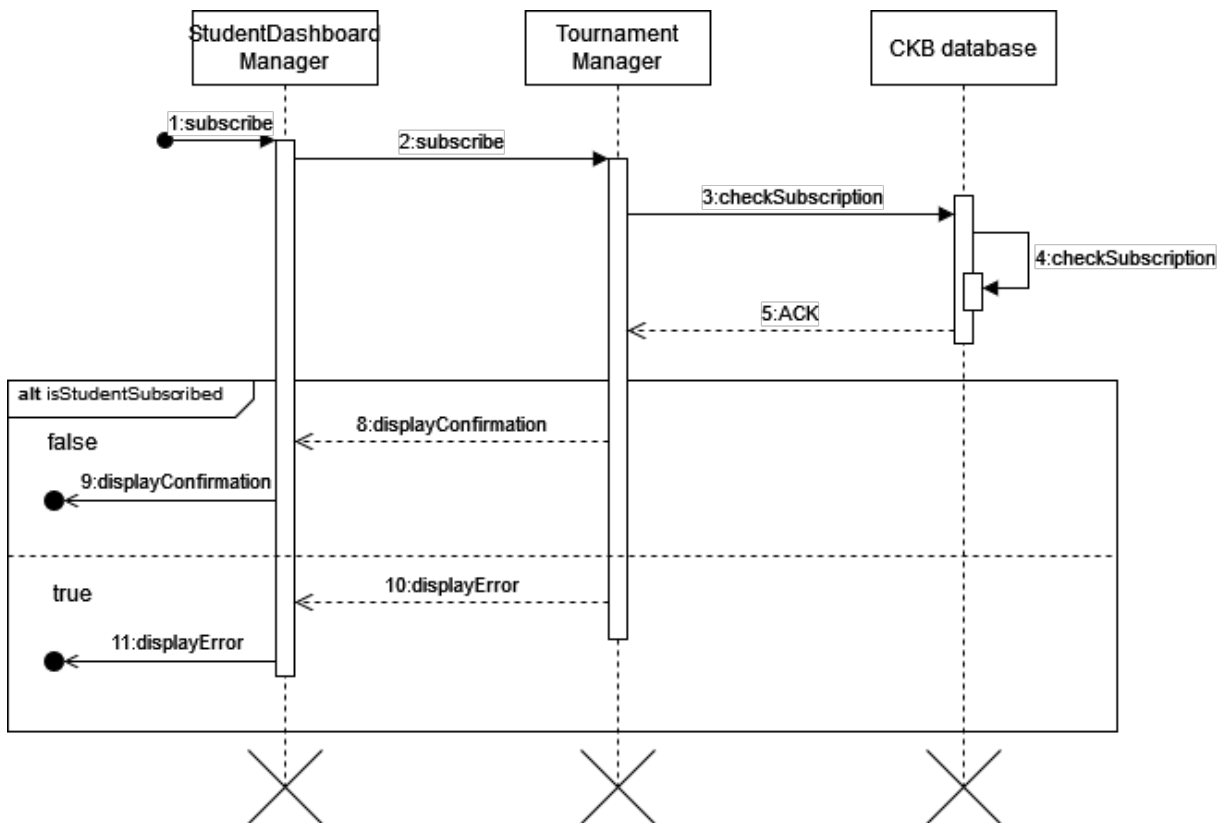 StudentDashboard
Manager
Tournament
Manager
CKB database
1:subscribe
2:subscribe
3:checkSubscription
4:checkSubscription
5:ACK
alt isStudentSubscribed
8:displayConfirmation
false
9:displayConfirmation
10:displayError
true
11:displayError